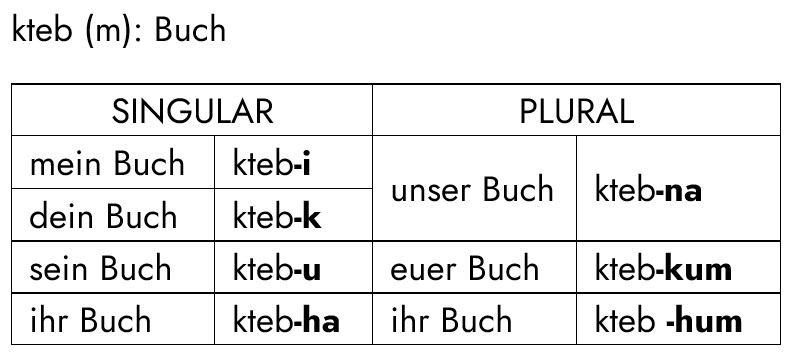 kteb (m): Buch
SINGULAR PLURAL
mein Buch kteb-i unser Buch kteb-na
dein Buch kteb-k
sein Buch kteb-u euer Buch kteb-kum
ihr Buch kteb-ha ihr Buch kteb -hum